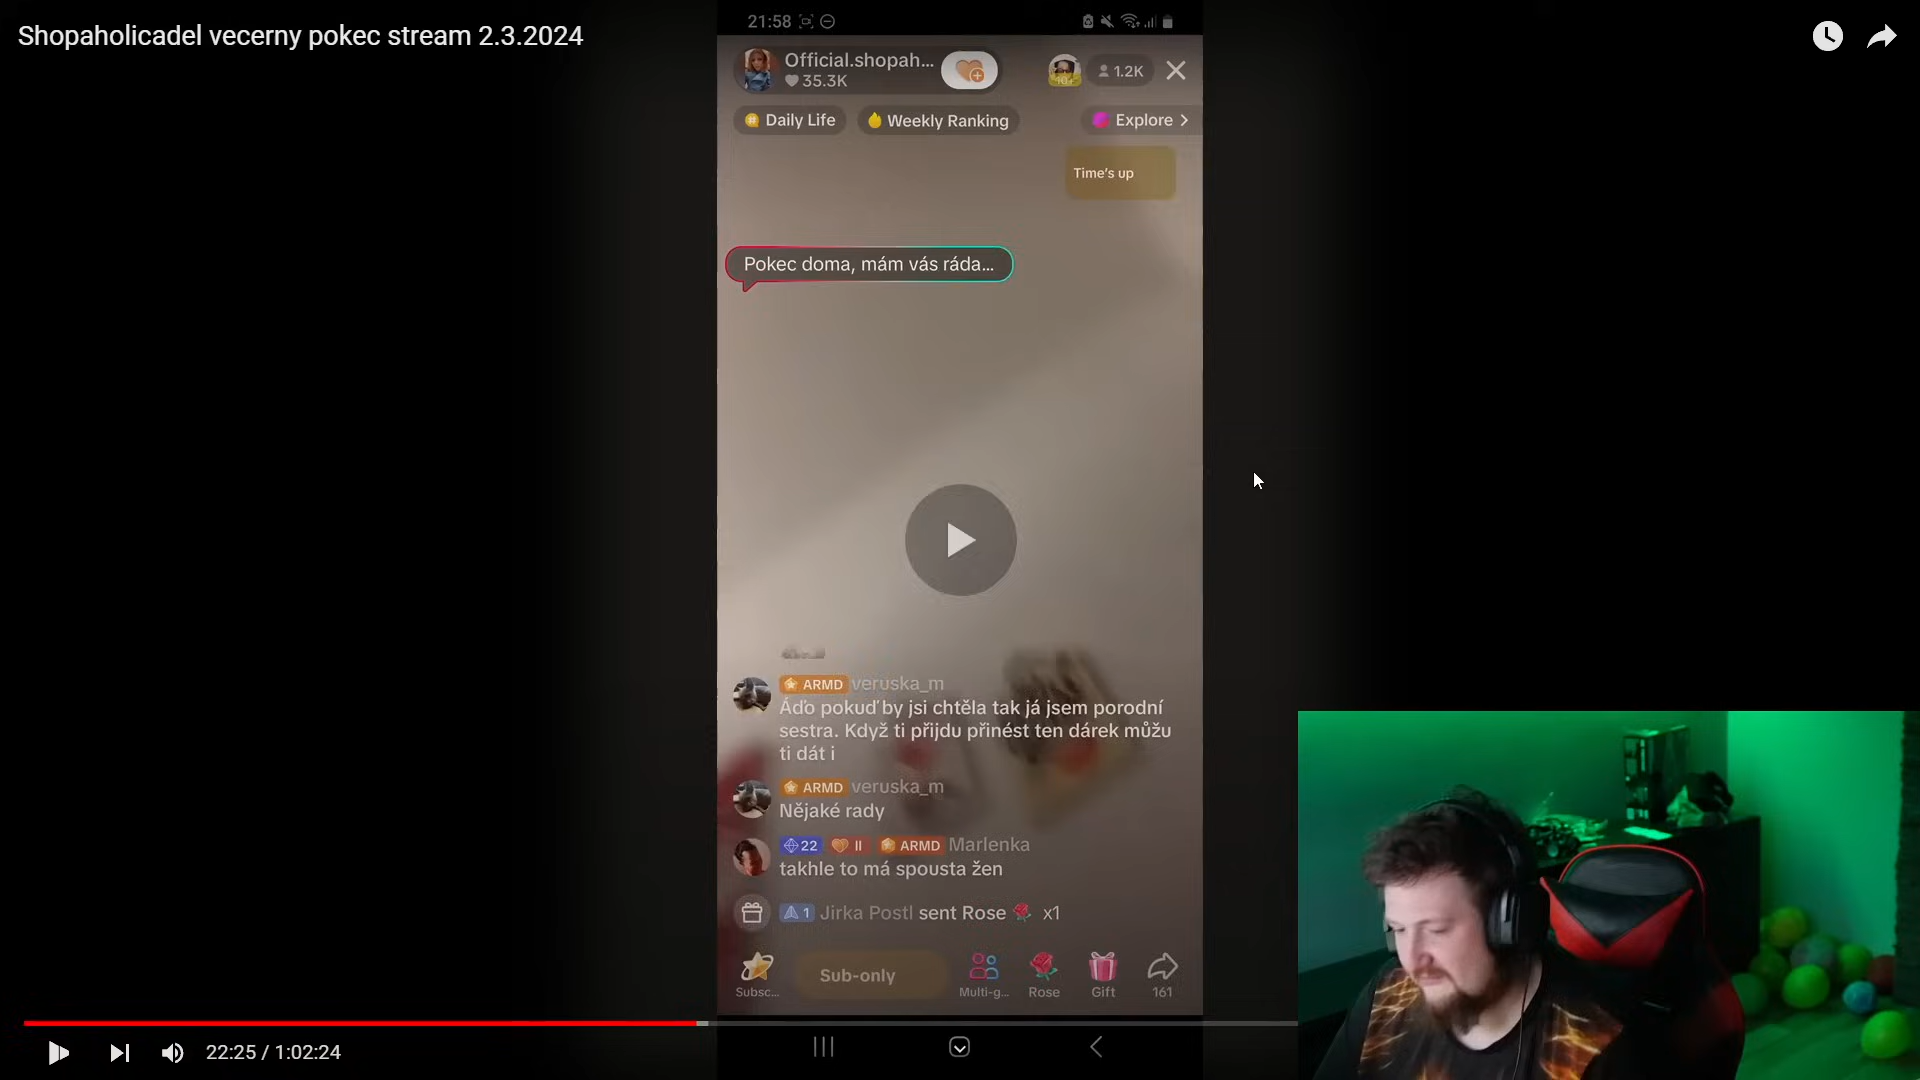 Shopaholicadel vecerny pokec stream 2.3.2024
21:58
Official.shopah...
35.3K
1.2K
Daily Life
Weekly Ranking
Explore >
Time's up
Pokec doma, mám vás ráda...
ARMD veruska_m
Áďo pokuď by jsi chtěla tak já jsem porodní
sestra. Když ti přijdu přinést ten dárek můžu
ti dát i
ARMD veruska_m
Nějaké rady
22 II ARMD Marlenka
takhle to má spousta žen
1 Jirka Postl sent Rose x1
Sub-only
Subsc... Multi-g... Rose Gift 161
22:25 / 1:02:24